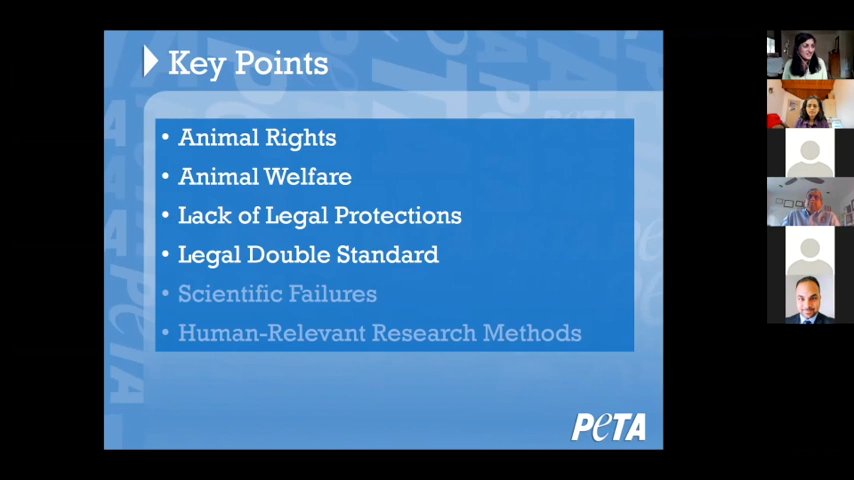 Key Points
• Animal Rights
• Animal Welfare
• Lack of Legal Protections
• Legal Double Standard
• Scientific Failures
• Human-Relevant Research Methods
PeTA